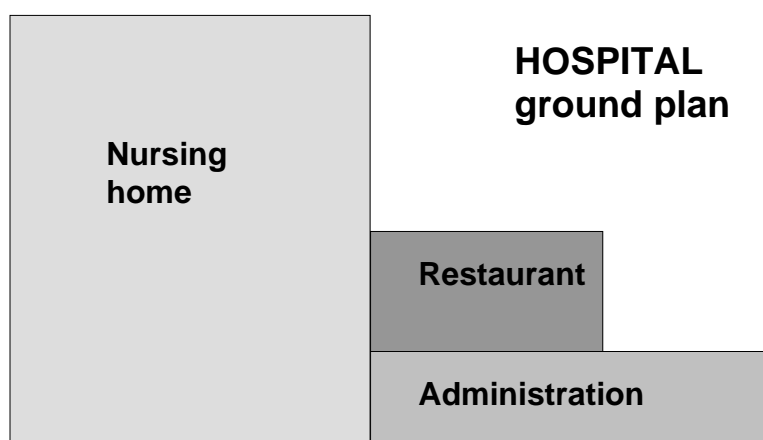 HOSPITAL
ground plan
Nursing
home
Restaurant
Administration